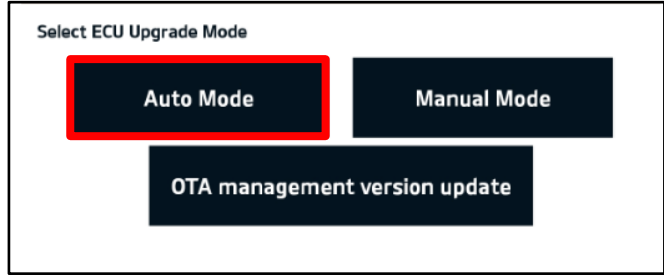 Select ECU Upgrade Mode
Auto Mode
Manual Mode
OTA management version update